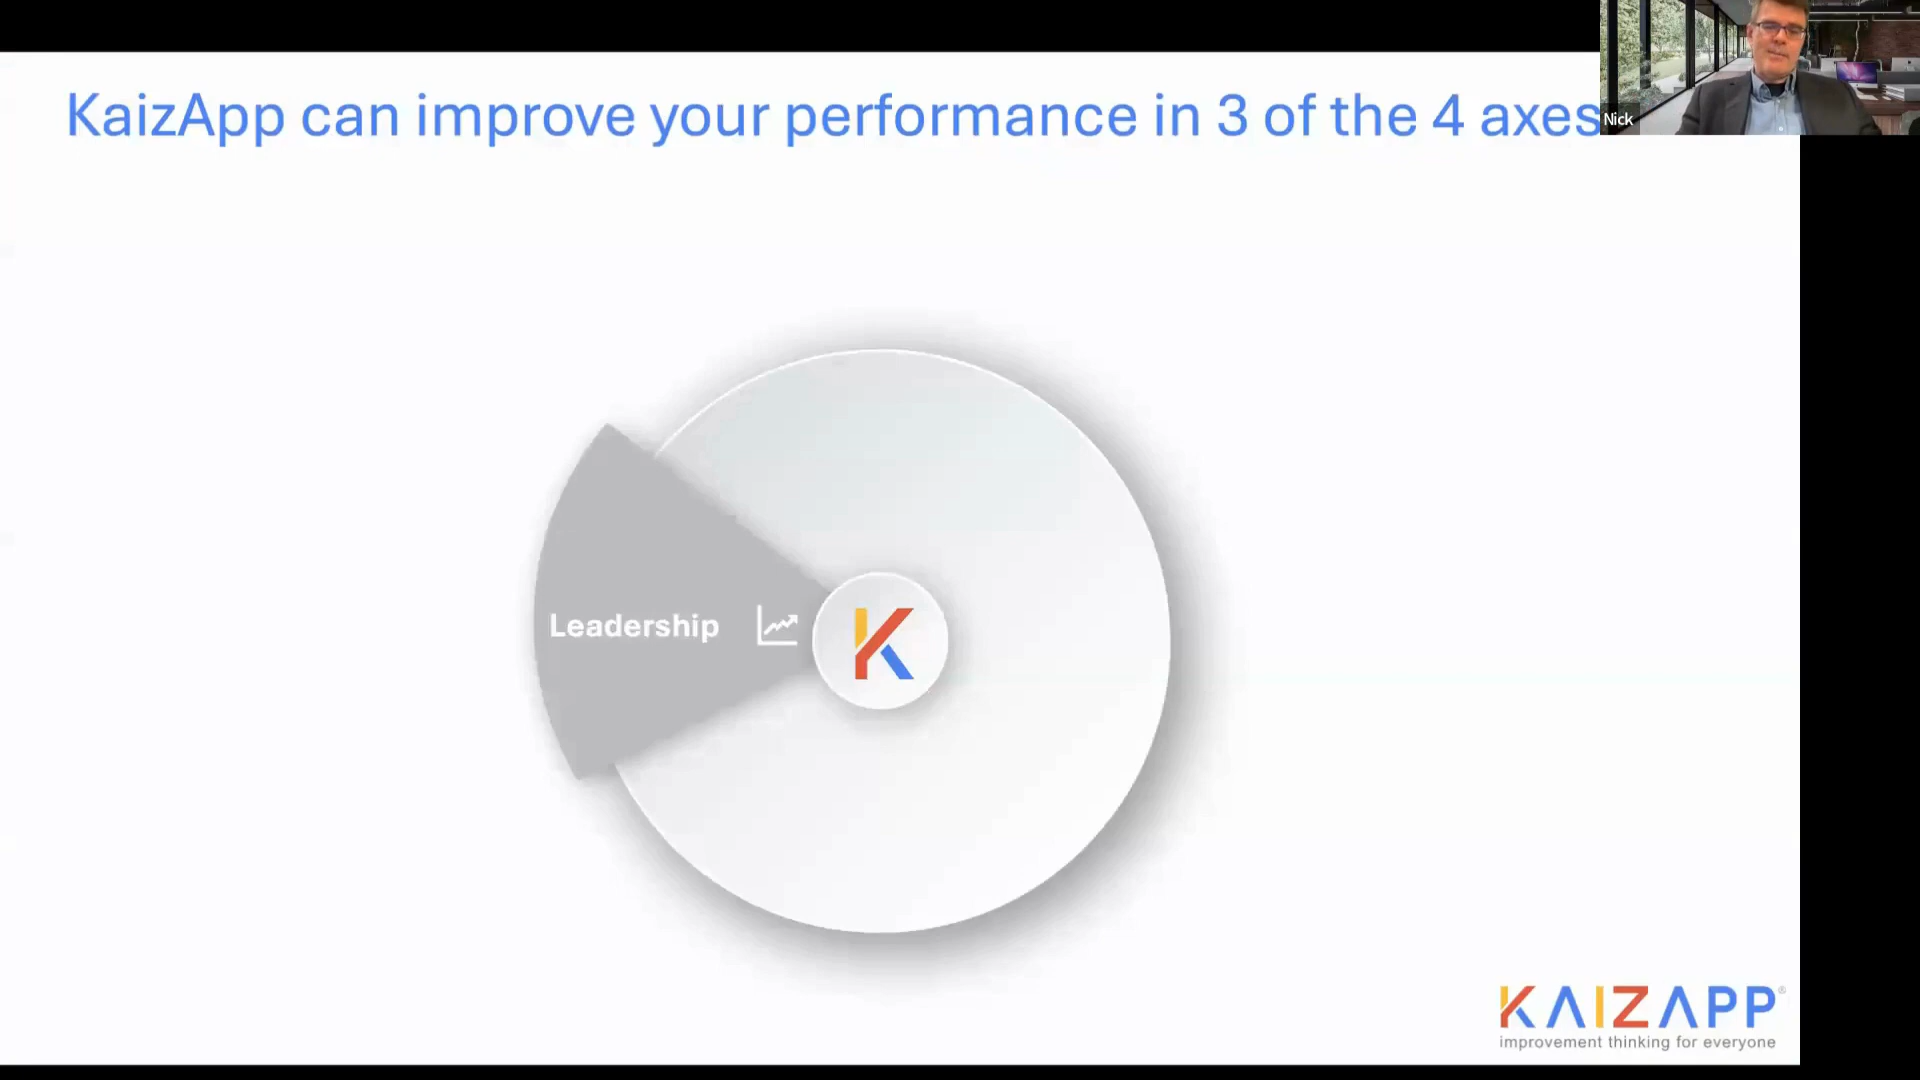 KaizApp can improve your performance in 3 of the 4 axes
Nick
Leadership
K
KAIZAPP®
improvement thinking for everyone